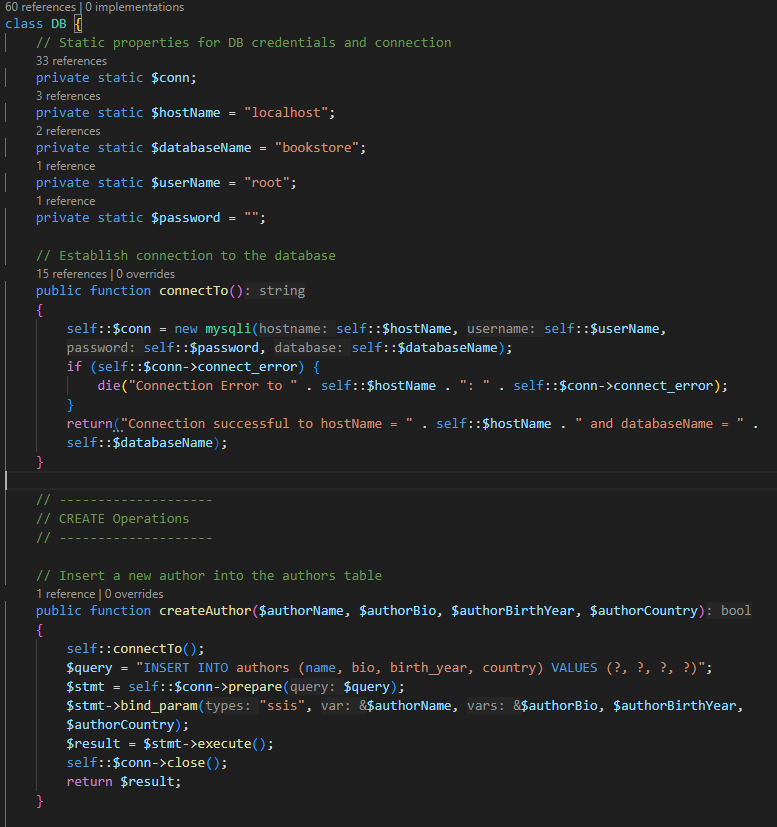 60 references | 0 implementations
class DB {
// Static properties for DB credentials and connection
33 references
private static $conn;
3 references
private static $hostName = "localhost";
2 references
private static $databaseName = "bookstore";
1 reference
private static $userName = "root";
1 reference
private static $password = "";
// Establish connection to the database
15 references | 0 overrides
public function connectTo(): string
{
self::$conn = new mysqli(hostname: self::$hostName, username: self::$userName,
password: self::$password, database: self::$databaseName);
if (self::$conn->connect_error) {
die("Connection Error to " . self::$hostName . ": " . self::$conn->connect_error);
}
return("Connection successful to hostName = " . self::$hostName . " and databaseName = " .
self::$databaseName);
}
// --------------------
// CREATE Operations
// --------------------
// Insert a new author into the authors table
1 reference | 0 overrides
public function createAuthor($authorName, $authorBio, $authorBirthYear, $authorCountry): bool
{
self::connectTo();
$query = "INSERT INTO authors (name, bio, birth_year, country) VALUES (?, ?, ?, ?)";
$stmt = self::$conn->prepare(query: $query);
$stmt->bind_param(types: "ssis", var: &$authorName, vars: &$authorBio, $authorBirthYear,
$authorCountry);
$result = $stmt->execute();
self::$conn->close();
return $result;
}